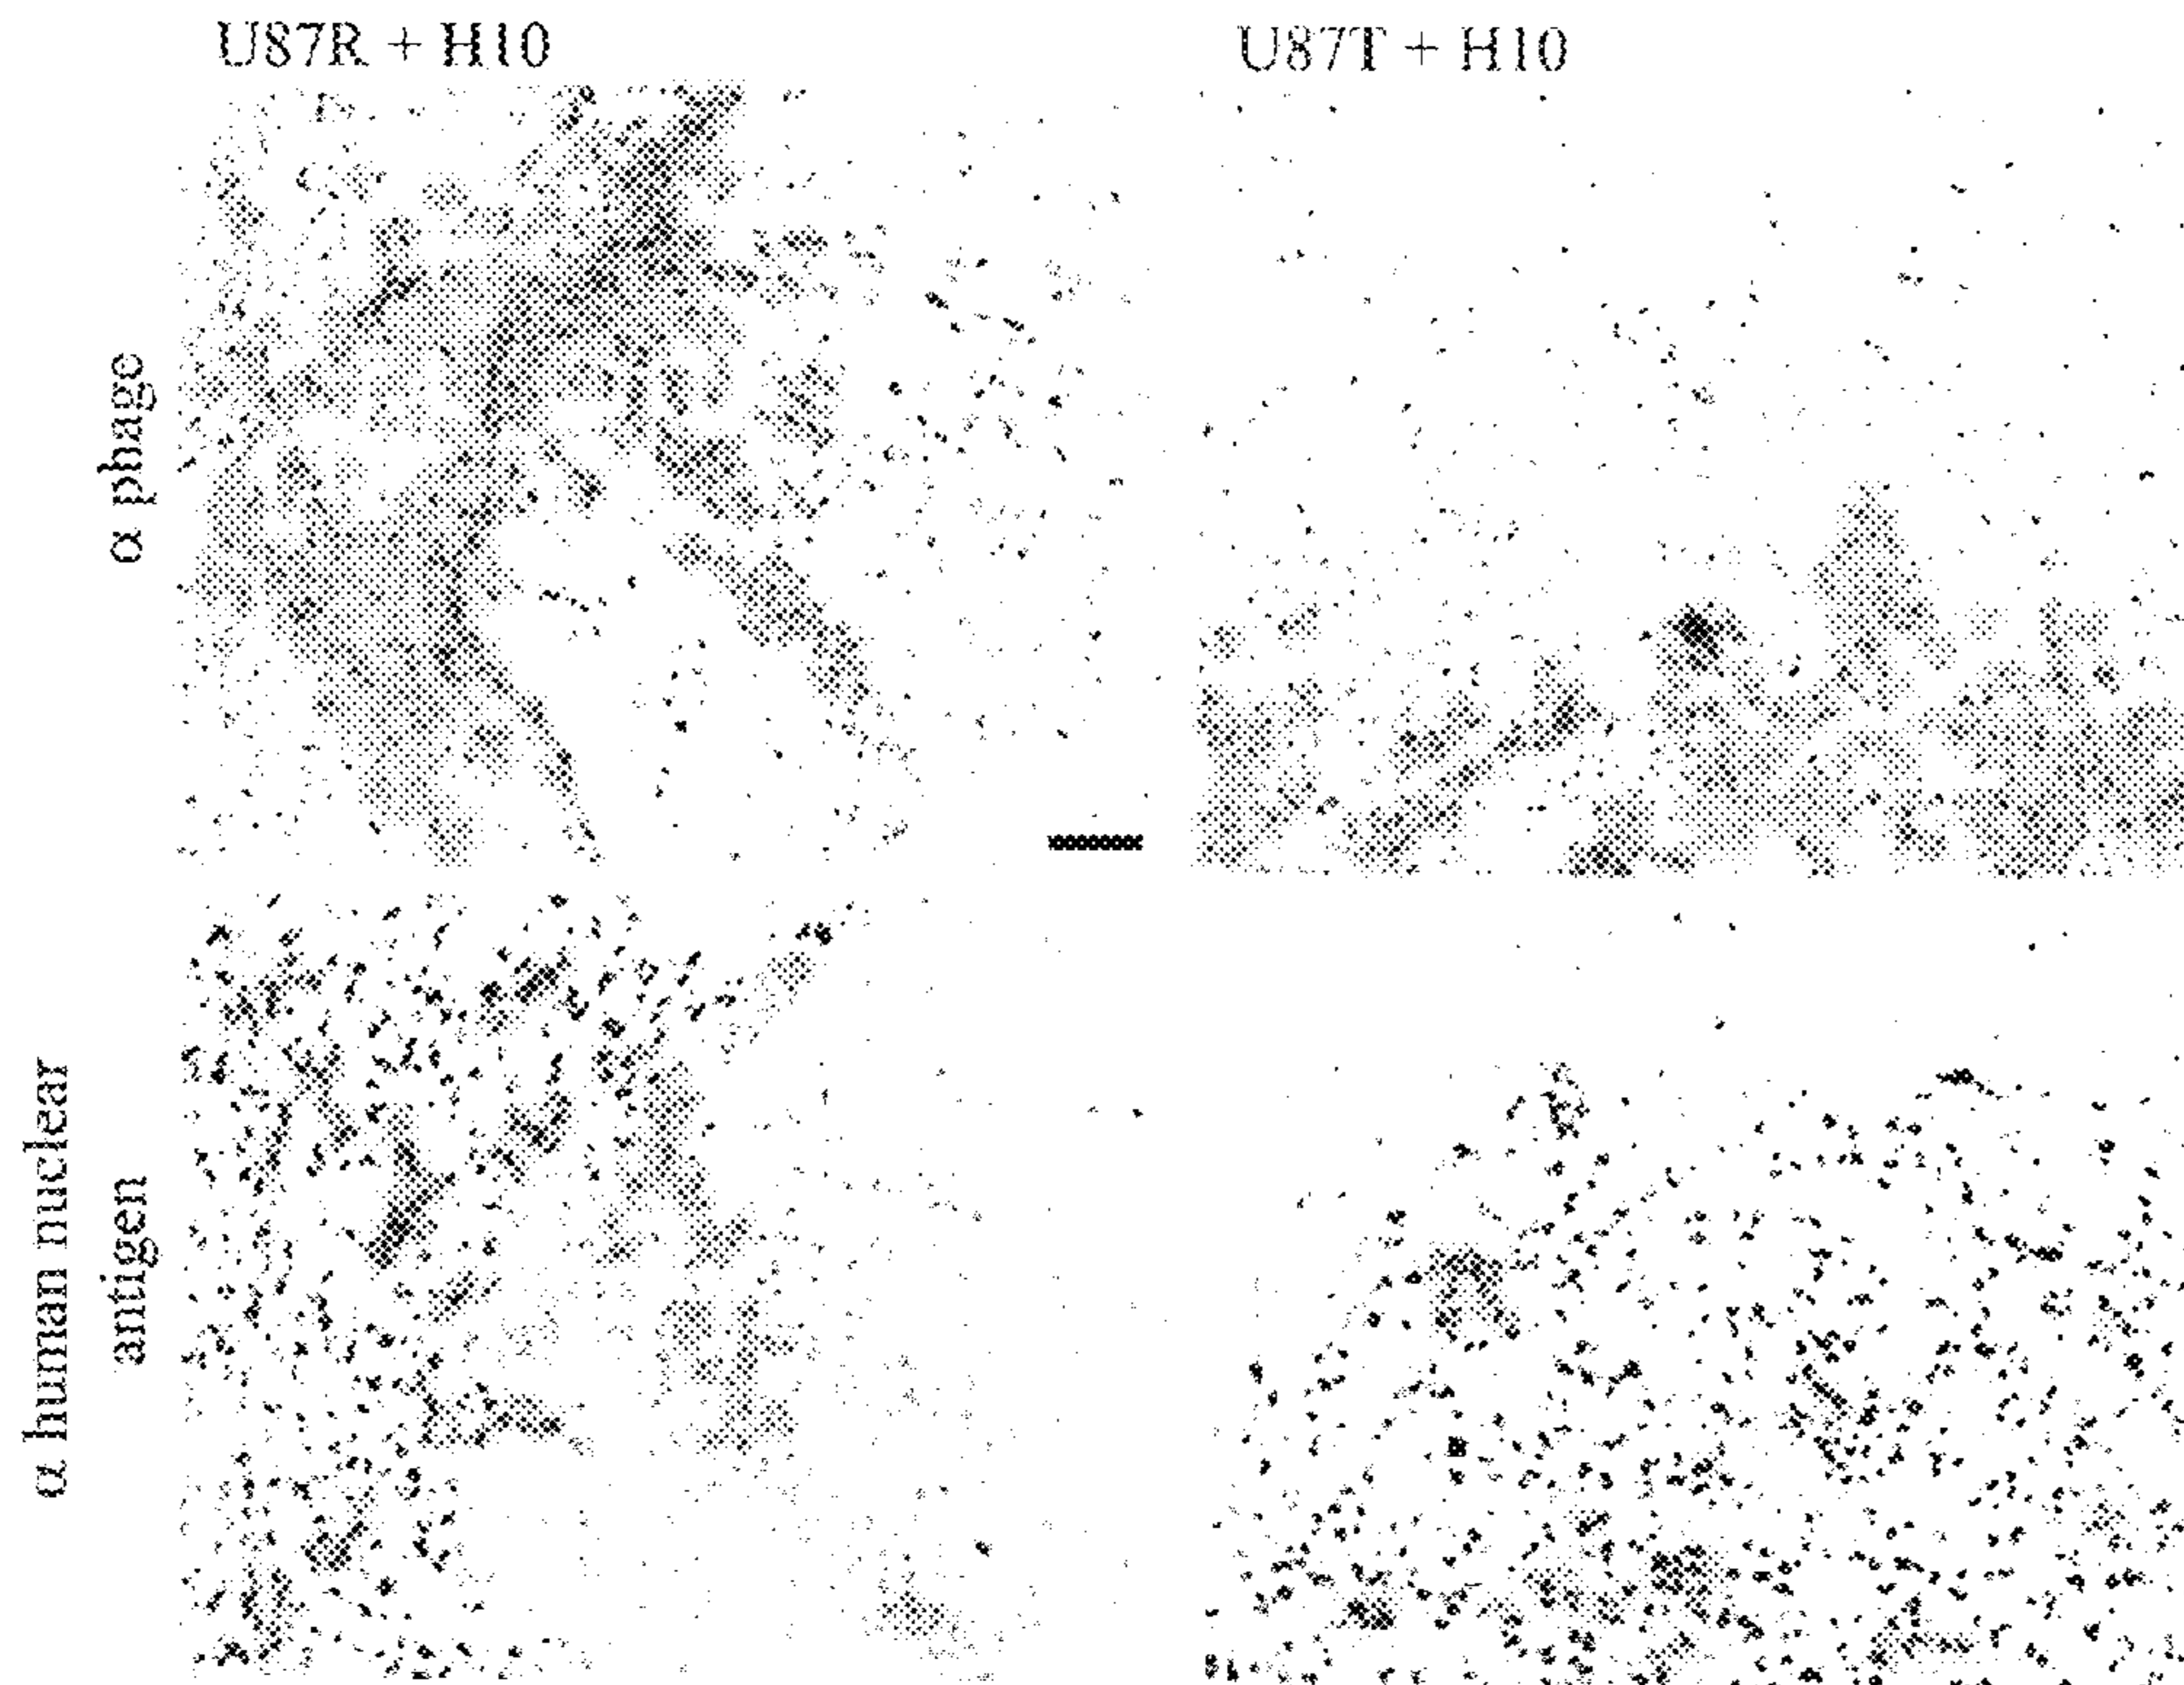 U87R + H10
U87T + H10
α phage
α human nuclear
antigen